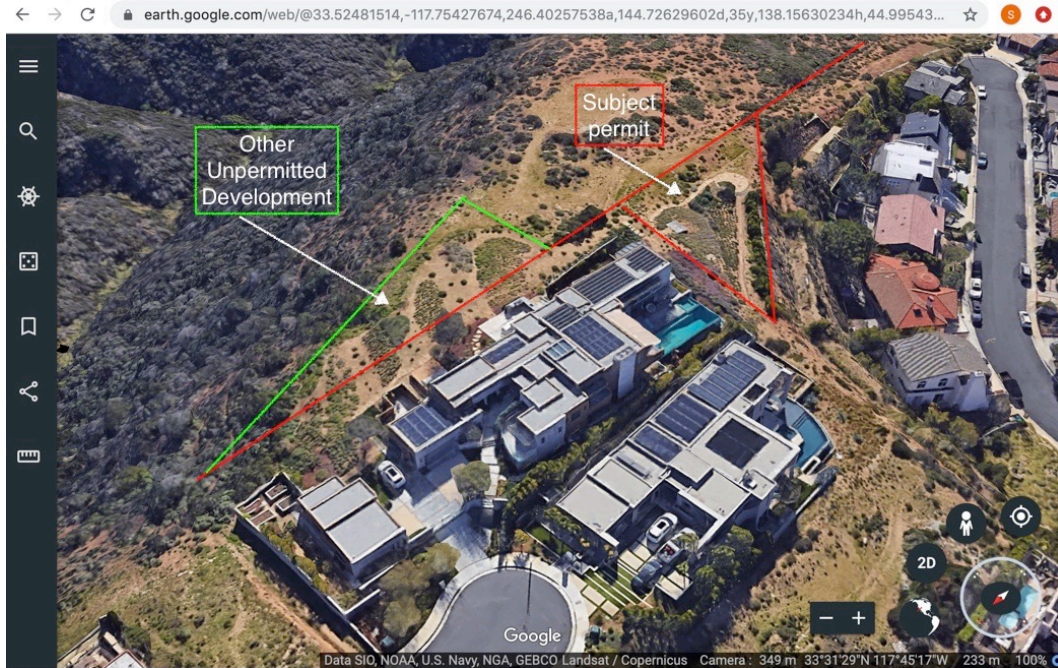 earth.google.com/web/@33.52481514,-117.75427674,246.40257538a,144.72629602d,35y,138.15630234h,44.99543...
S
Subject
permit
Other
Unpermitted
Development
2D
Google
Data SIO, NOAA, U.S. Navy, NGA, GEBCO Landsat / Copernicus Camera : 349 m 33°31'29"N 117°45'17"W 233 m 100%